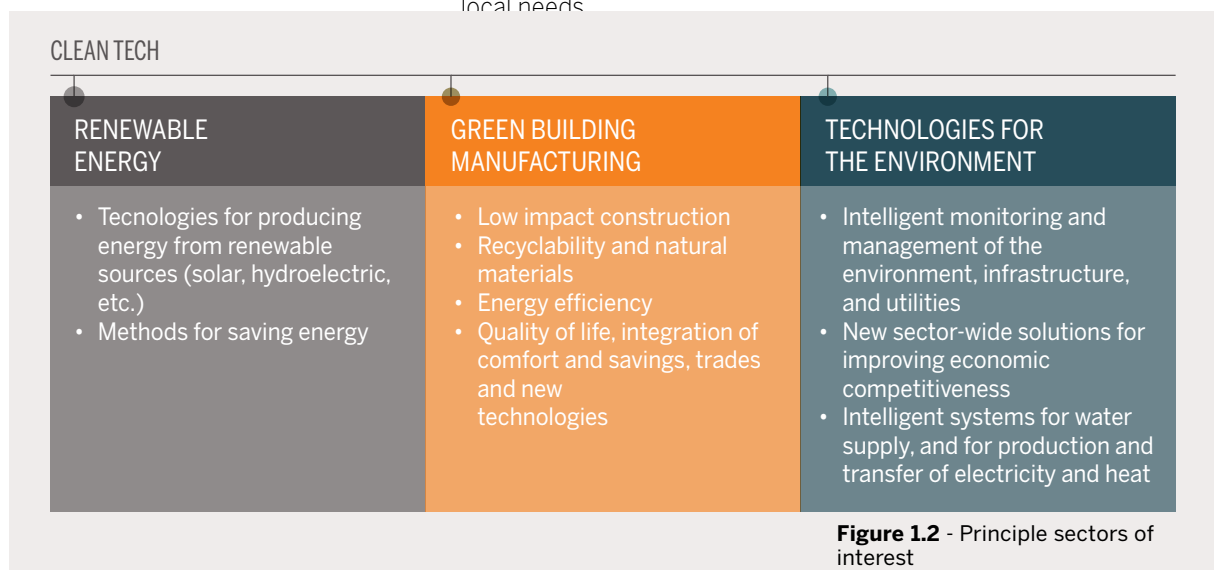 local needs
CLEAN TECH
RENEWABLE
ENERGY
• Tecnologies for producing
energy from renewable
sources (solar, hydroelectric,
etc.)
• Methods for saving energy
GREEN BUILDING
MANUFACTURING
• Low impact construction
• Recyclability and natural
materials
• Energy efficiency
• Quality of life, integration of
comfort and savings, trades
and new
technologies
TECHNOLOGIES FOR
THE ENVIRONMENT
• Intelligent monitoring and
management of the
environment, infrastructure,
and utilities
• New sector-wide solutions for
improving economic
competitiveness
• Intelligent systems for water
supply, and for production and
transfer of electricity and heat
Figure 1.2 - Principle sectors of
interest